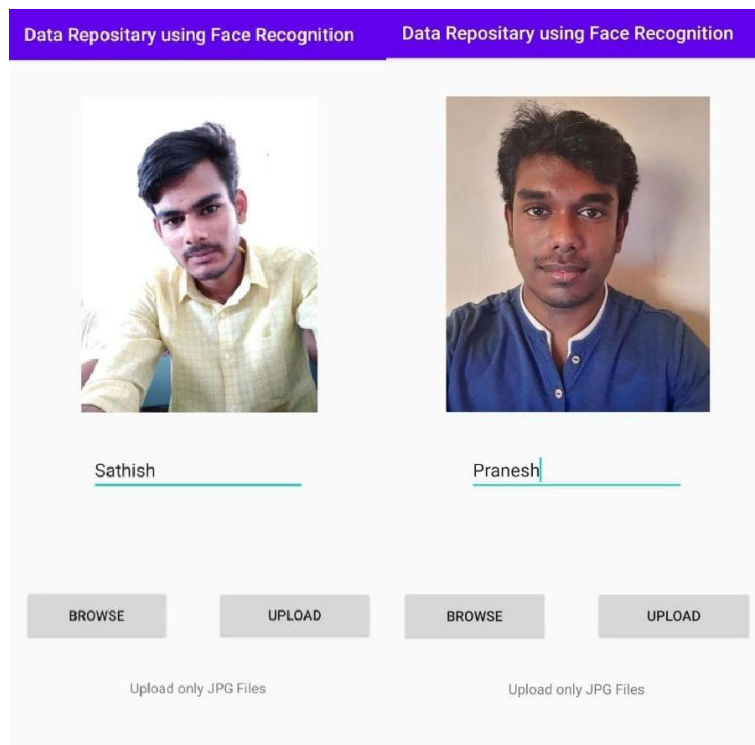 Data Repositary using Face Recognition
Sathish
BROWSE UPLOAD
Upload only JPG Files
Data Repositary using Face Recognition
Pranesh
BROWSE UPLOAD
Upload only JPG Files